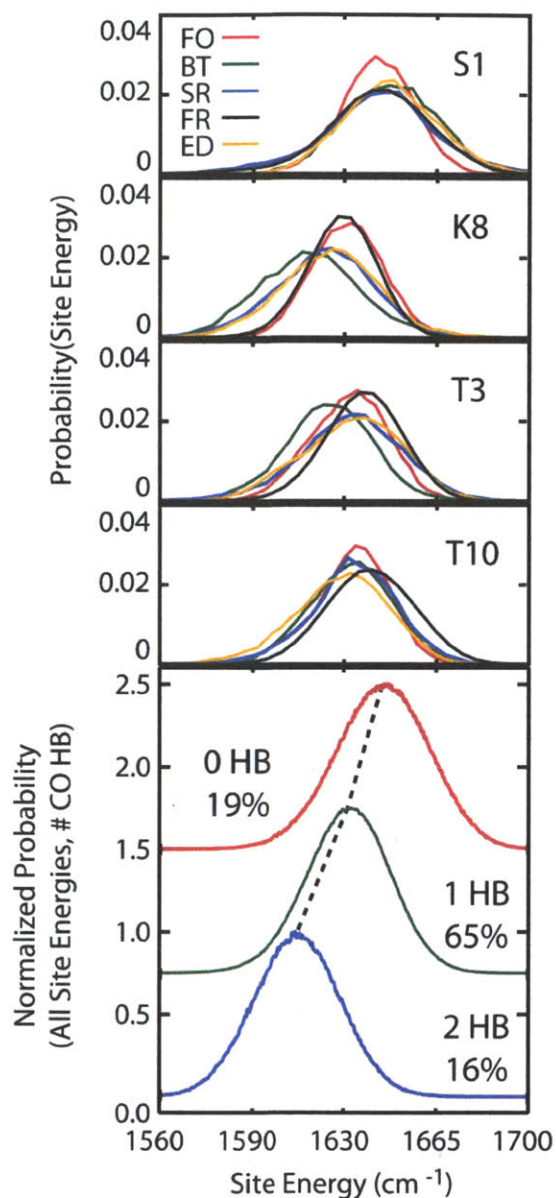 0.04
FO
BT
SR
FR
ED
S1
0.02
0
0.04
K8
0.02
0
0.04
T3
0.02
0
0.04
T10
0.02
0
Probability(Site Energy)
2.5
2.0
1.5
1.0
0.5
0.0
0 HB
19%
1 HB
65%
2 HB
16%
Normalized Probability
(All Site Energies, # CO HB)
1560 1590 1630 1665 1700
Site Energy (cm -1)